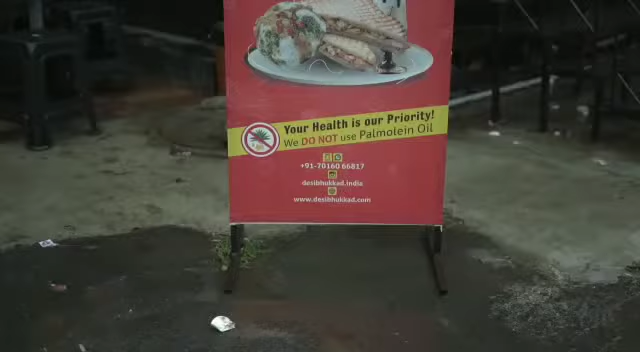 Your Health is our Priority!
We DO NOT use Palmolein Oil
+91-70160 66817
desibhukkad.india
www.desibhukkad.com